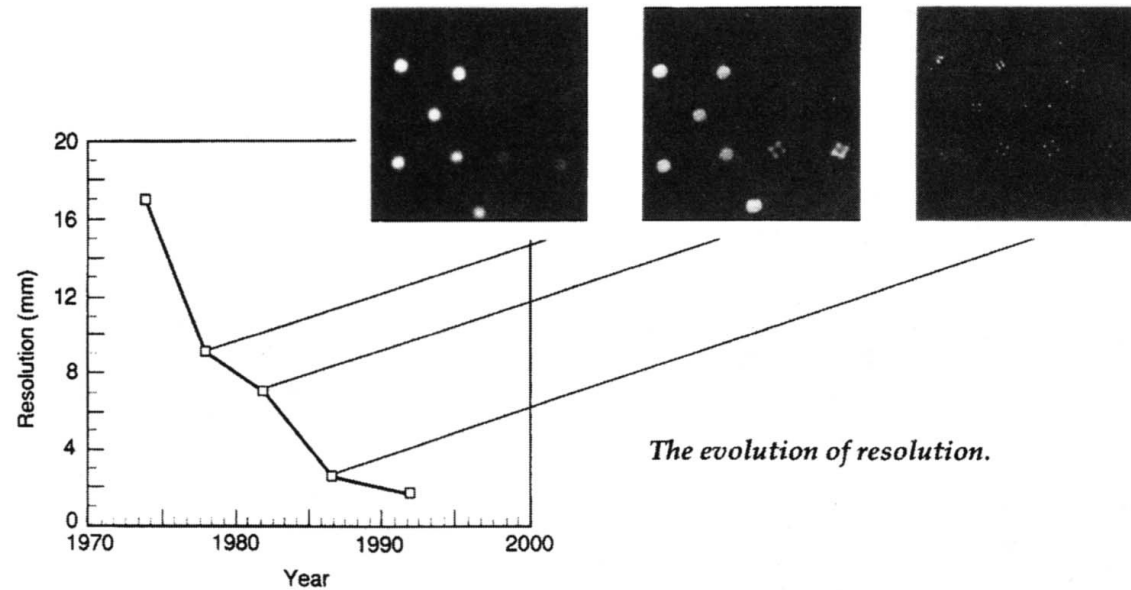 20
16
12
8
4
0
Resolution (mm)
1970 1980 1990 2000
Year
The evolution of resolution.